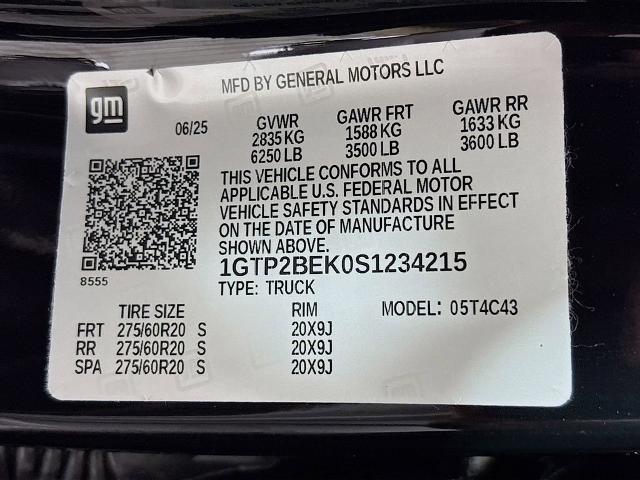 MFD BY GENERAL MOTORS LLC
gm
06/25 GVWR GAWR FRT GAWR RR
2835 KG 1588 KG 1633 KG
6250 LB 3500 LB 3600 LB
THIS VEHICLE CONFORMS TO ALL
APPLICABLE U.S. FEDERAL MOTOR
VEHICLE SAFETY STANDARDS IN EFFECT
ON THE DATE OF MANUFACTURE
SHOWN ABOVE.
8555
1GTP2BEK0S1234215
TYPE: TRUCK
TIRE SIZE RIM MODEL: 05T4C43
FRT 275/60R20 S 20X9J
RR 275/60R20 S 20X9J
SPA 275/60R20 S 20X9J